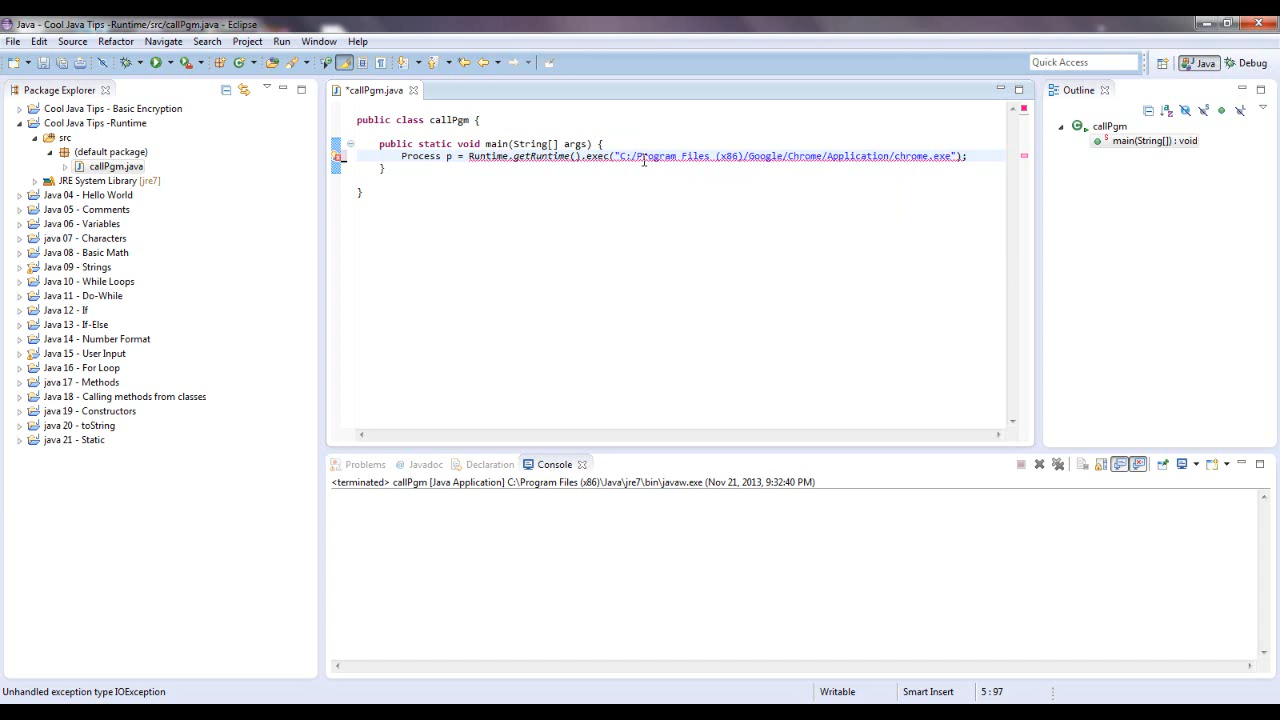 Java - Cool Java Tips -Runtime/src/callPgm.java - Eclipse
File Edit Source Refactor Navigate Search Project Run Window Help
Quick Access
Java
Debug
Package Explorer
Cool Java Tips - Basic Encryption
Cool Java Tips -Runtime
src
(default package)
callPgm.java
JRE System Library [jre7]
Java 04 - Hello World
Java 05 - Comments
Java 06 - Variables
java 07 - Characters
Java 08 - Basic Math
Java 09 - Strings
Java 10 - While Loops
Java 11 - Do-While
Java 12 - If
Java 13 - If-Else
Java 14 - Number Format
Java 15 - User Input
Java 16 - For Loop
java 17 - Methods
Java 18 - Calling methods from classes
java 19 - Constructors
java 20 - toString
java 21 - Static
*callPgm.java
public class callPgm {
public static void main(String[] args) {
Process p = Runtime.getRuntime().exec("C:/Program Files (x86)/Google/Chrome/Application/chrome.exe");
}
}
Outline
callPgm
main(String[]) : void
Problems Javadoc Declaration Console
<terminated> callPgm [Java Application] C:\Program Files (x86)\Java\jre7\bin\javaw.exe (Nov 21, 2013, 9:32:40 PM)
Unhandled exception type IOException
Writable
Smart Insert
5 : 97